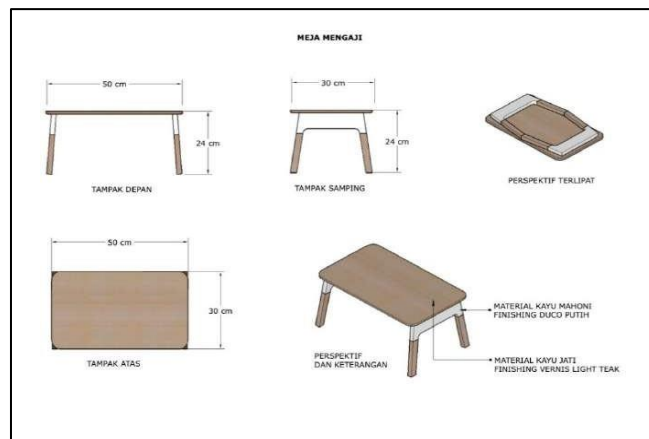 MEJA MENGAJI
50 cm
24 cm
TAMPAK DEPAN
30 cm
24 cm
TAMPAK SAMPING
PERSPEKTIF TERLIPAT
50 cm
30 cm
TAMPAK ATAS
PERSPEKTIF
DAN KETERANGAN
MATERIAL KAYU MAHONI
FINISHING DUCO PUTIH
MATERIAL KAYU JATI
FINISHING VERNIS LIGHT TEAK